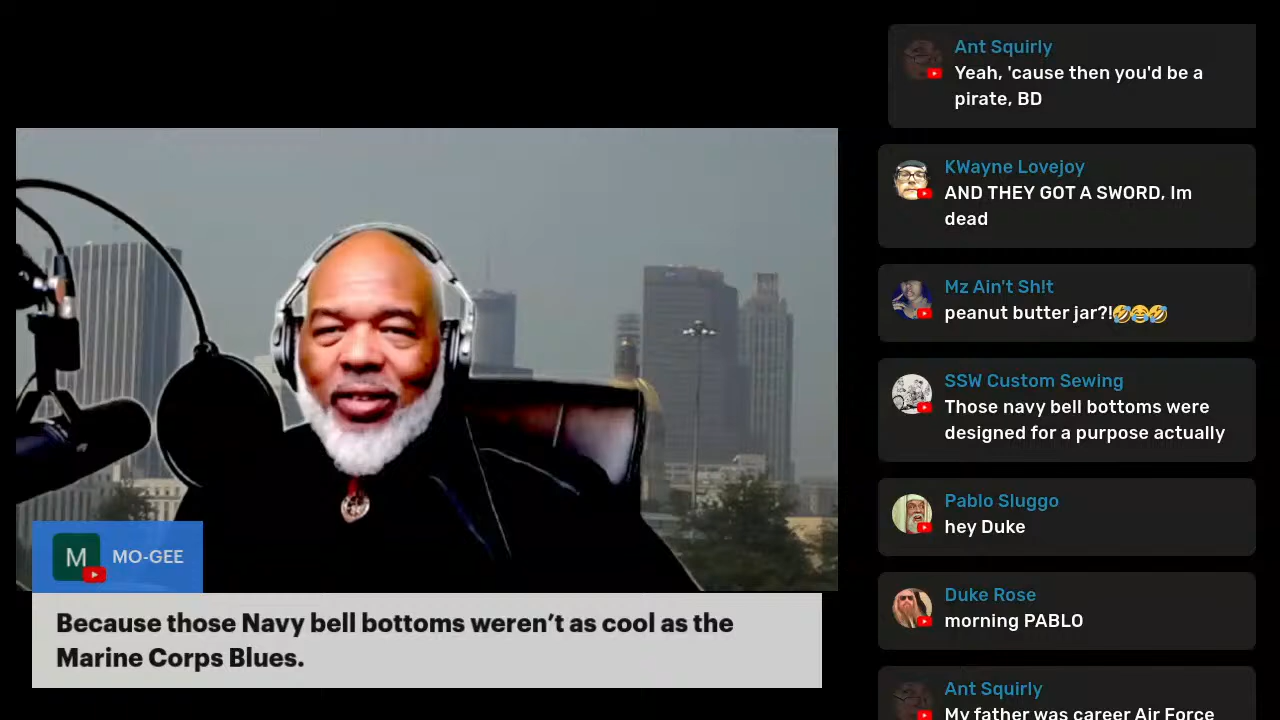 Ant Squirly
Yeah, 'cause then you'd be a
pirate, BD
KWayne Lovejoy
AND THEY GOT A SWORD, Im
dead
Mz Ain't Sh!t
peanut butter jar?!🤣😂🤣
SSW Custom Sewing
Those navy bell bottoms were
designed for a purpose actually
Pablo Sluggo
hey Duke
Duke Rose
morning PABLO
Ant Squirly
My father was career Air Force
M MO-GEE
Because those Navy bell bottoms weren’t as cool as the
Marine Corps Blues.